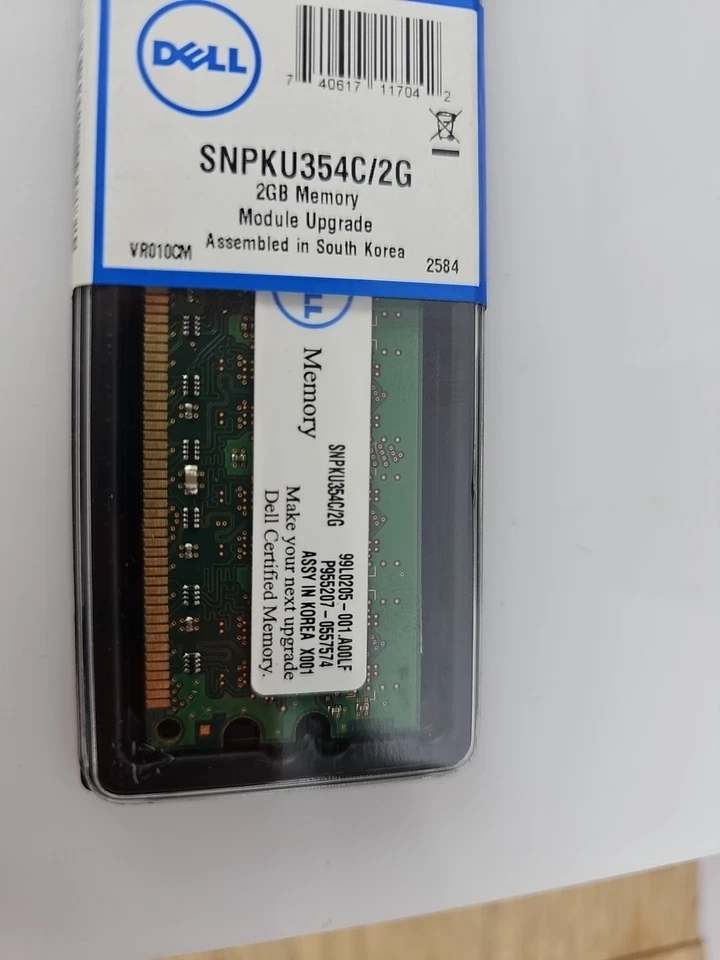 DELL
7 40617 11704 2
SNPKU354C/2G
2GB Memory
Module Upgrade
Assembled in South Korea
VR010CM
2584
Memory
SNPKU354C/2G
99L0205-001.A00LF
P955207-0557574
ASSY IN KOREA X001
Make your next upgrade
Dell Certified Memory.